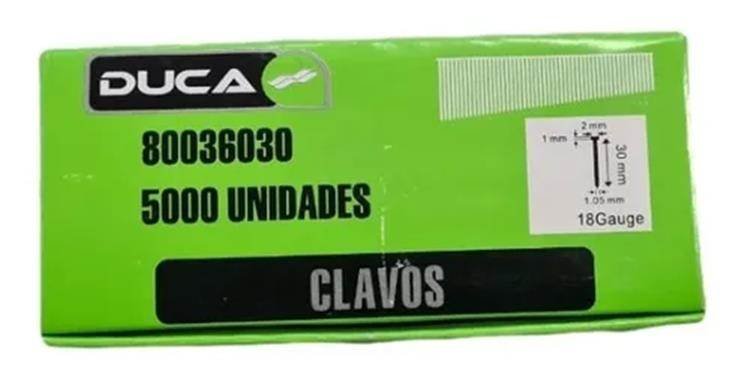 DUCA
80036030
5000 UNIDADES
2 mm
1 mm
30 mm
1.05 mm
18Gauge
CLAVOS